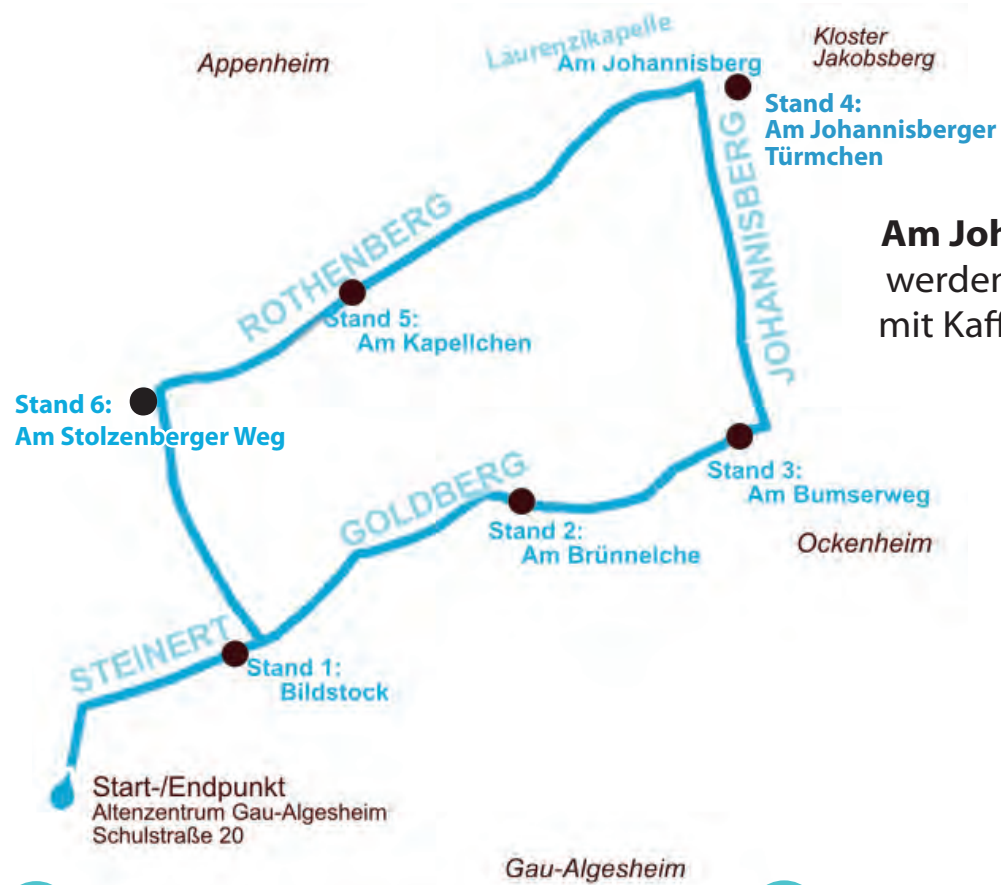 Appenheim
Laurenzikapelle
Kloster
Jakobsberg
Am Johannisberg
Stand 4:
Am Johannisberger
Türmchen
JOHANNISBERG
Am Joh
werden
mit Kaff
ROTHENBERG
Stand 5:
Am Kapellchen
Stand 6:
Am Stolzenberger Weg
GOLDBERG
Stand 3:
Am Bumserweg
Stand 2:
Am Brünnelche
Ockenheim
STEINERT
Stand 1:
Bildstock
Start-/Endpunkt
Altenzentrum Gau-Algesheim
Schulstraße 20
Gau-Algesheim